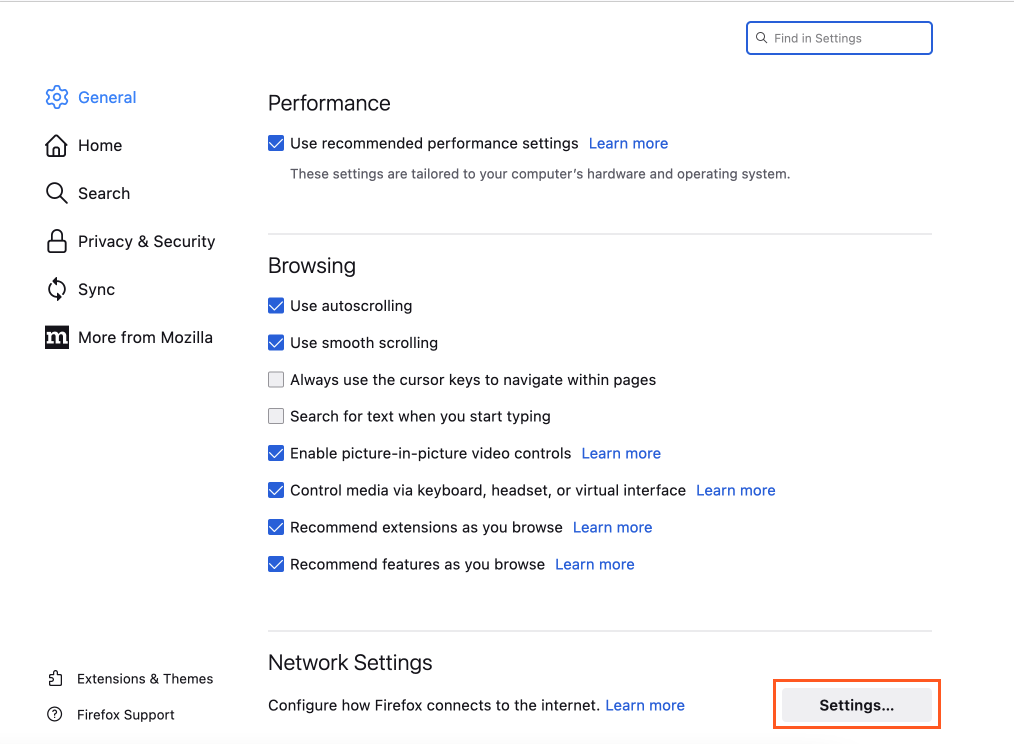 Find in Settings
General
Home
Search
Privacy & Security
Sync
m More from Mozilla
Extensions & Themes
Firefox Support
Performance
Use recommended performance settings Learn more
These settings are tailored to your computer’s hardware and operating system.
Browsing
Use autoscrolling
Use smooth scrolling
Always use the cursor keys to navigate within pages
Search for text when you start typing
Enable picture-in-picture video controls Learn more
Control media via keyboard, headset, or virtual interface Learn more
Recommend extensions as you browse Learn more
Recommend features as you browse Learn more
Network Settings
Configure how Firefox connects to the internet. Learn more
Settings...